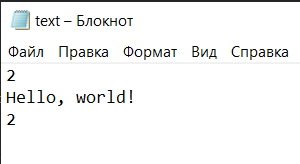 text – Блокнот
Файл Правка Формат Вид Справка
2
Hello, world!
2